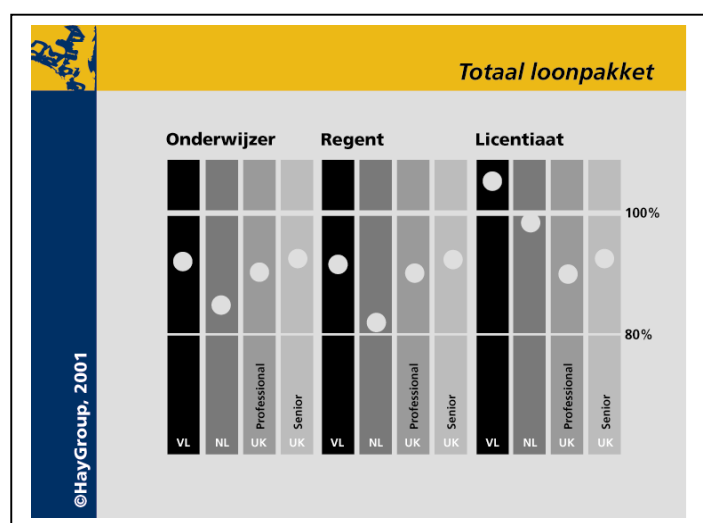 Totaal loonpakket
Onderwijzer Regent Licentiaat
100%
80%
Professional Senior Professional Senior Professional Senior
VL NL UK UK VL NL UK UK VL NL UK UK
©HayGroup, 2001